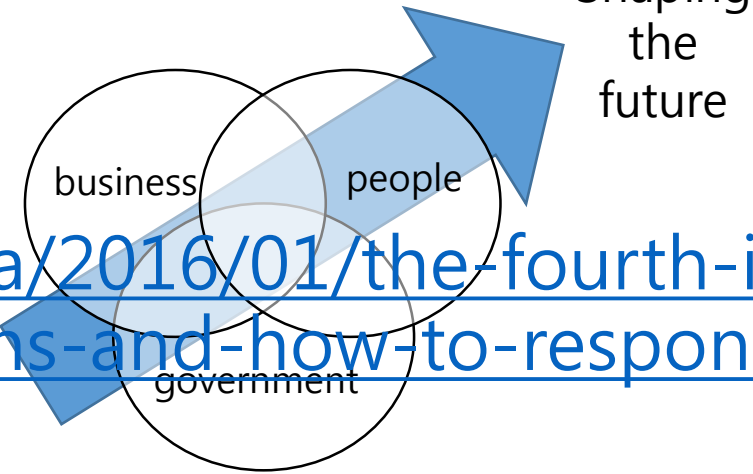 Shaping
the
future
business
people
a/2016/01/the-fourth-i
ns-and-how-to-respon
government